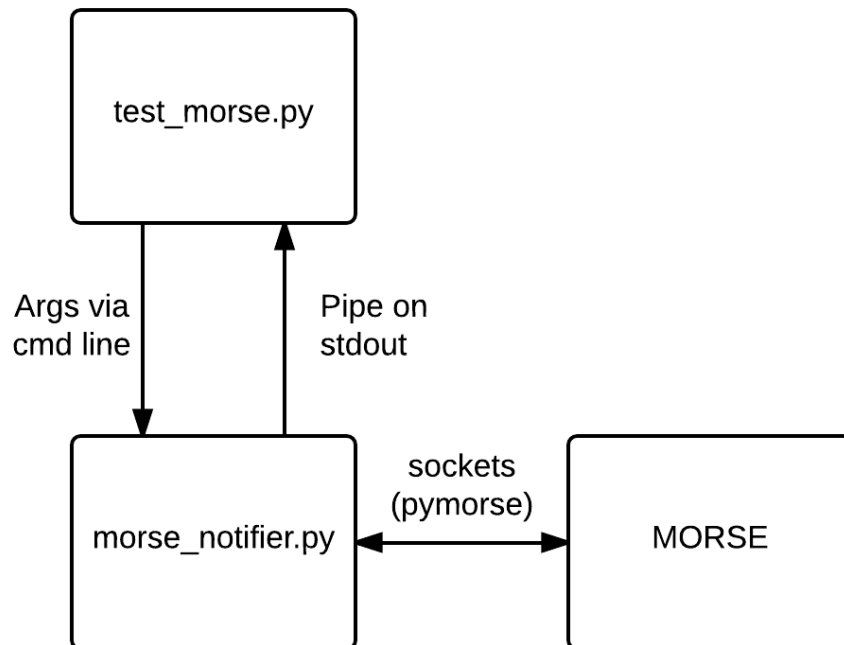 test_morse.py
Args via
cmd line
Pipe on
stdout
sockets
(pymorse)
morse_notifier.py
MORSE